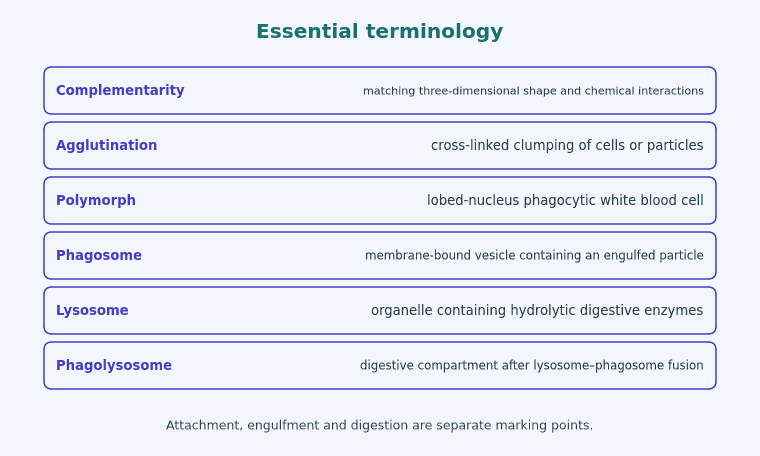 Essential terminology
Complementarity matching three-dimensional shape and chemical interactions
Agglutination cross-linked clumping of cells or particles
Polymorph lobed-nucleus phagocytic white blood cell
Phagosome membrane-bound vesicle containing an engulfed particle
Lysosome organelle containing hydrolytic digestive enzymes
Phagolysosome digestive compartment after lysosome–phagosome fusion
Attachment, engulfment and digestion are separate marking points.